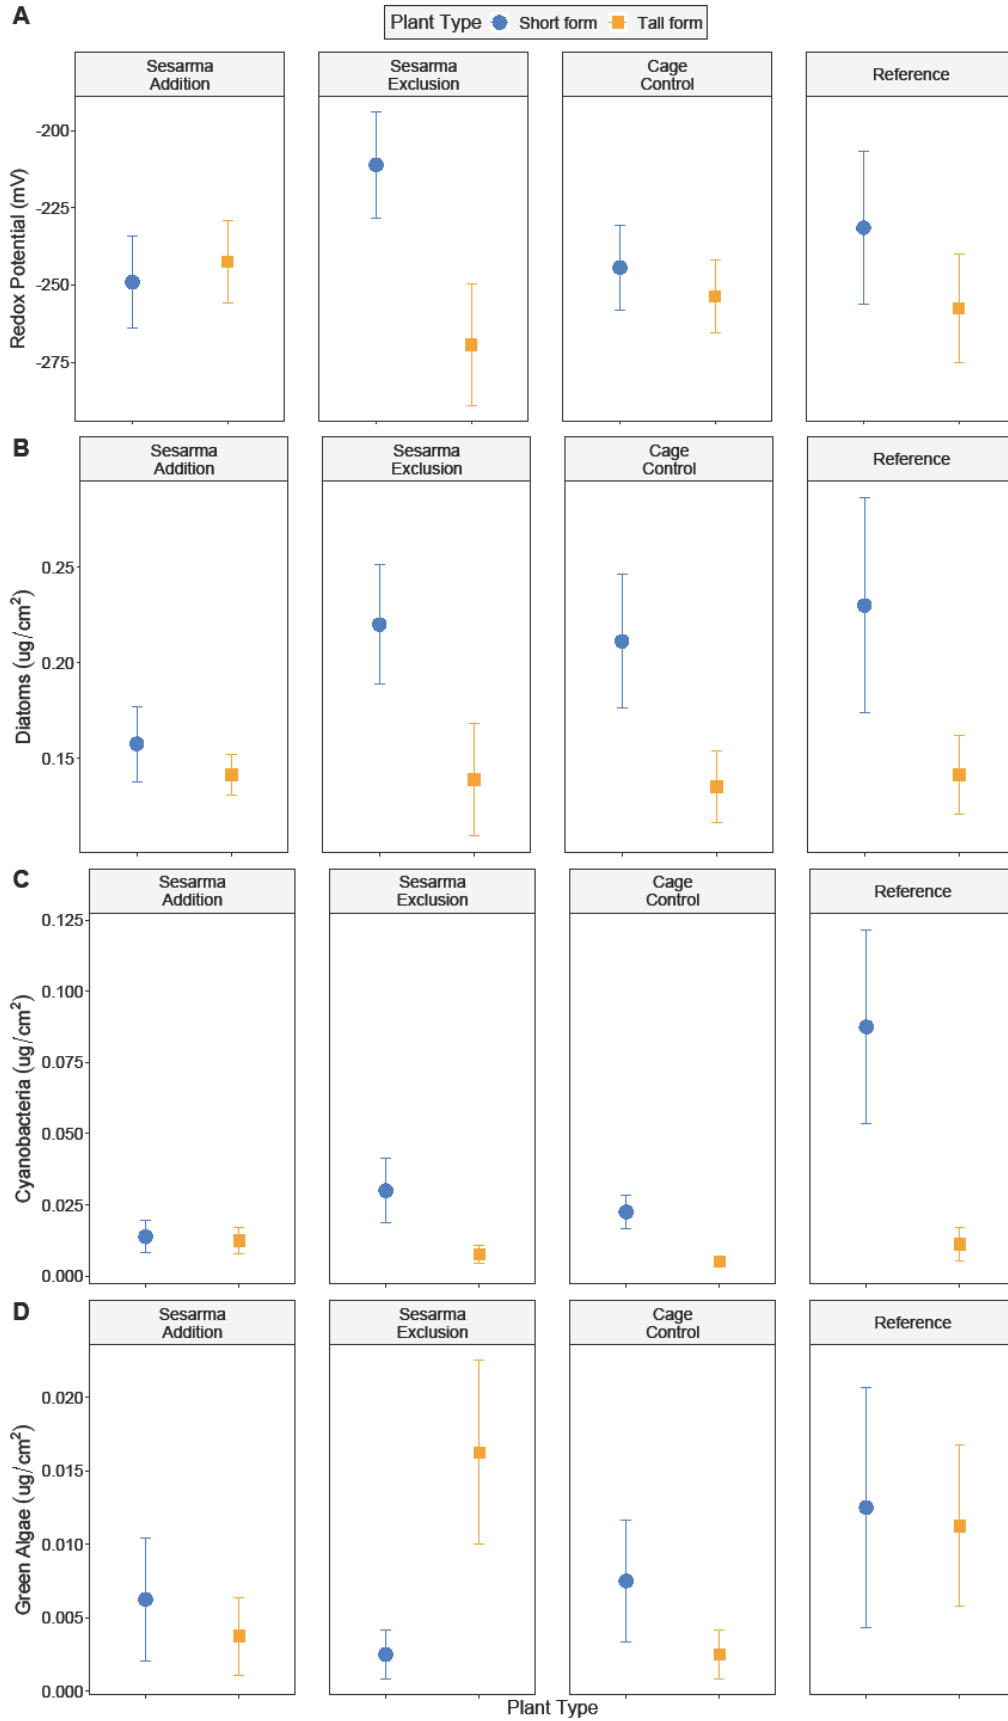 A
Plant Type Short form Tall form
Sesarma
Addition
Sesarma
Exclusion
Cage
Control
Reference
Redox Potential (mV)
-200
-225
-250
-275
B
Sesarma
Addition
Sesarma
Exclusion
Cage
Control
Reference
Diatoms (ug/cm²)
0.25
0.20
0.15
C
Sesarma
Addition
Sesarma
Exclusion
Cage
Control
Reference
Cyanobacteria (ug/cm²)
0.125
0.100
0.075
0.050
0.025
0.000
D
Sesarma
Addition
Sesarma
Exclusion
Cage
Control
Reference
Green Algae (ug/cm²)
0.020
0.015
0.010
0.005
0.000
Plant Type